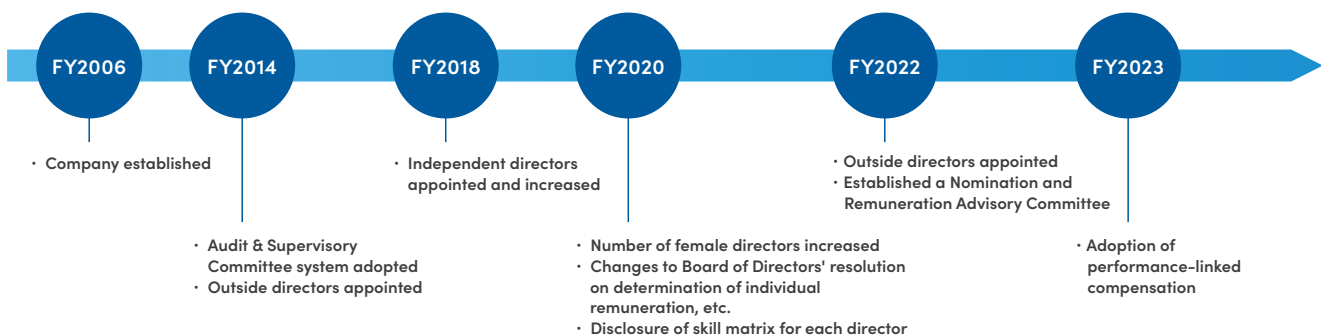 FY2006
FY2014
FY2018
FY2020
FY2022
FY2023
· Company established
· Independent directors
appointed and increased
· Outside directors appointed
· Established a Nomination and
Remuneration Advisory Committee
· Audit & Supervisory
Committee system adopted
· Outside directors appointed
· Number of female directors increased
· Changes to Board of Directors' resolution
on determination of individual
remuneration, etc.
· Disclosure of skill matrix for each director
· Adoption of
performance-linked
compensation